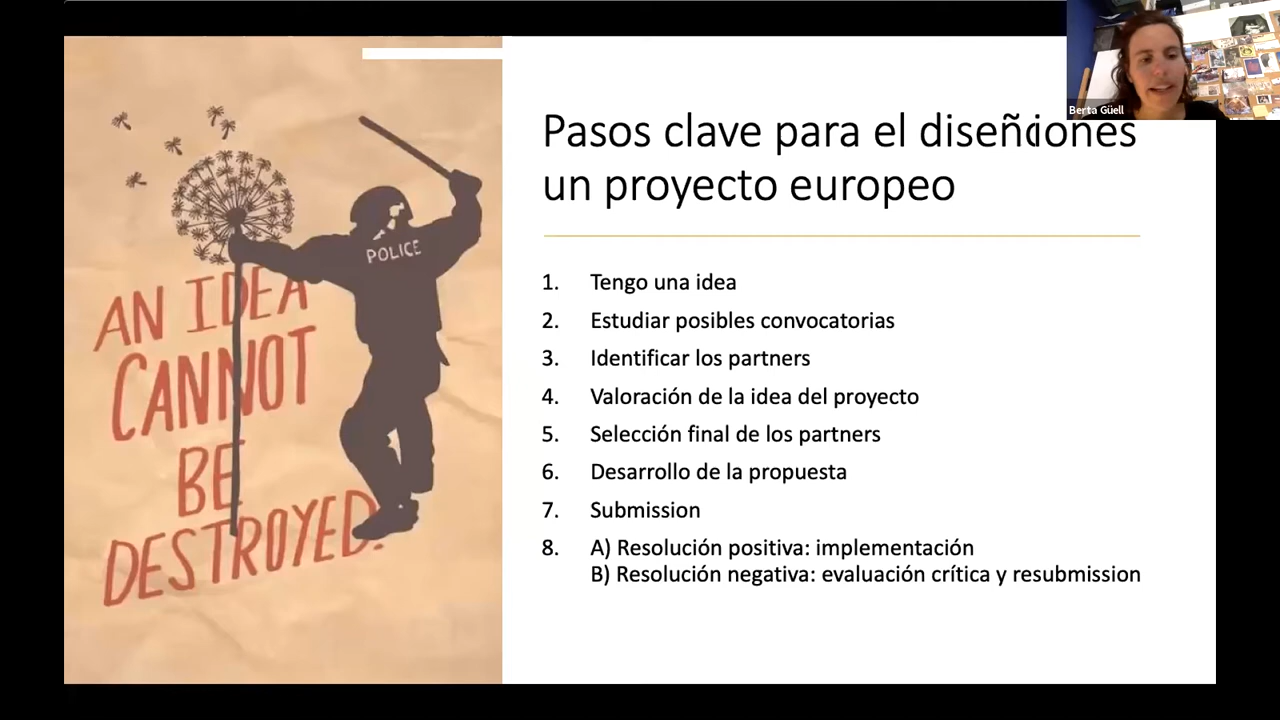 Berta Güell
Pasos clave para el diseñciones
un proyecto europeo
POLICE
AN IDEA
CANNOT
BE
DESTROYED.
1. Tengo una idea
2. Estudiar posibles convocatorias
3. Identificar los partners
4. Valoración de la idea del proyecto
5. Selección final de los partners
6. Desarrollo de la propuesta
7. Submission
8. A) Resolución positiva: implementación
B) Resolución negativa: evaluación crítica y resubmission